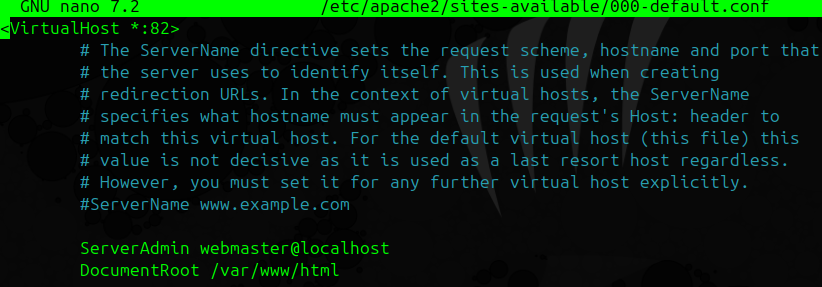 GNU nano 7.2 /etc/apache2/sites-available/000-default.conf
<VirtualHost *:82>
# The ServerName directive sets the request scheme, hostname and port that
# the server uses to identify itself. This is used when creating
# redirection URLs. In the context of virtual hosts, the ServerName
# specifies what hostname must appear in the request's Host: header to
# match this virtual host. For the default virtual host (this file) this
# value is not decisive as it is used as a last resort host regardless.
# However, you must set it for any further virtual host explicitly.
#ServerName www.example.com
ServerAdmin webmaster@localhost
DocumentRoot /var/www/html